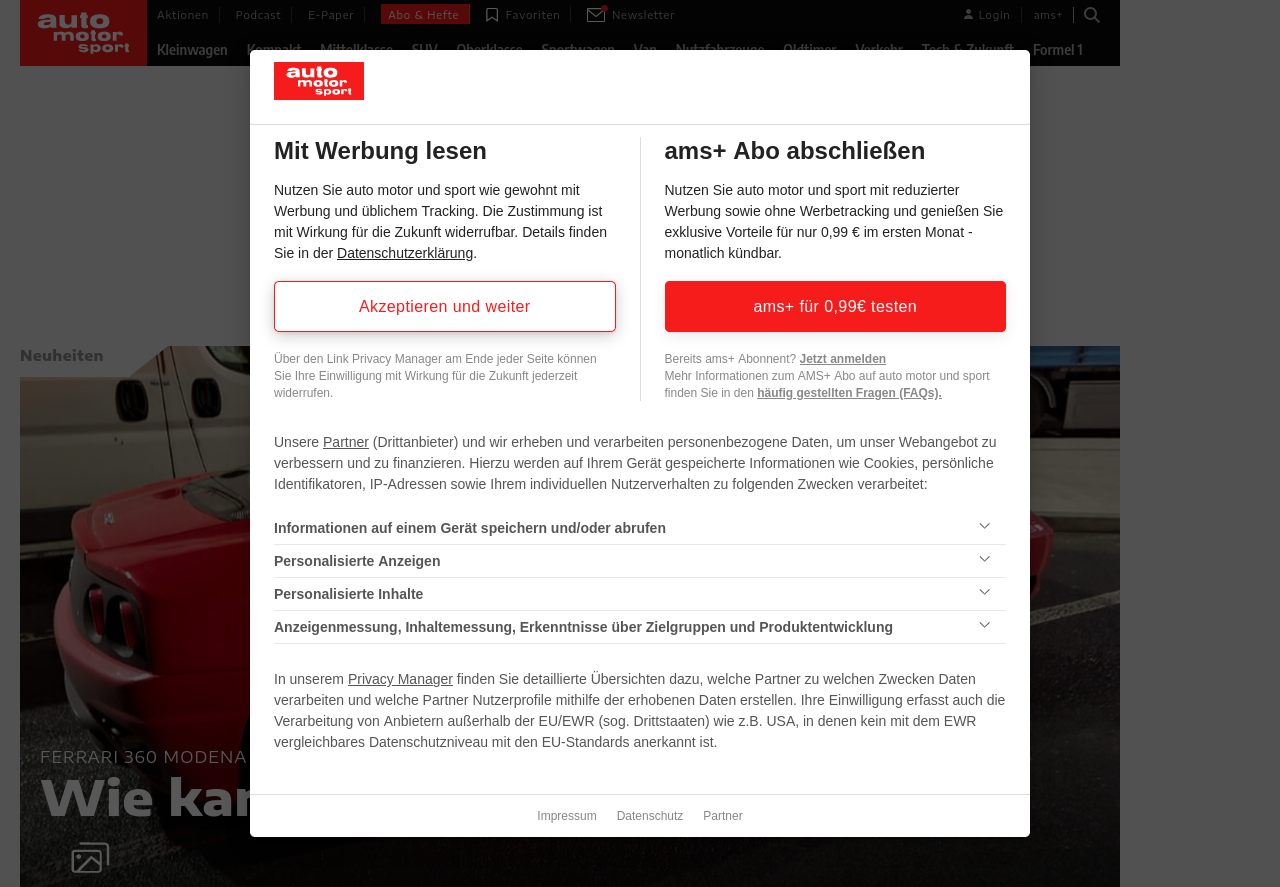 auto motor sport
Aktionen Podcast E-Paper Abo & Hefte Favoriten Newsletter Login ams+
Kleinwagen Kompakt Mittelklasse SUV Oberklasse Sportwagen Van Nutzfahrzeuge Oldtimer Verkehr Tech & Zukunft Formel 1
auto motor sport
Mit Werbung lesen
Nutzen Sie auto motor und sport wie gewohnt mit
Werbung und üblichem Tracking. Die Zustimmung ist
mit Wirkung für die Zukunft widerrufbar. Details finden
Sie in der Datenschutzerklärung.
Akzeptieren und weiter
Über den Link Privacy Manager am Ende jeder Seite können
Sie Ihre Einwilligung mit Wirkung für die Zukunft jederzeit
widerrufen.
ams+ Abo abschließen
Nutzen Sie auto motor und sport mit reduzierter
Werbung sowie ohne Werbetracking und genießen Sie
exklusive Vorteile für nur 0,99 € im ersten Monat -
monatlich kündbar.
ams+ für 0,99€ testen
Bereits ams+ Abonnent? Jetzt anmelden
Mehr Informationen zum AMS+ Abo auf auto motor und sport
finden Sie in den häufig gestellten Fragen (FAQs).
Unsere Partner (Drittanbieter) und wir erheben und verarbeiten personenbezogene Daten, um unser Webangebot zu
verbessern und zu finanzieren. Hierzu werden auf Ihrem Gerät gespeicherte Informationen wie Cookies, persönliche
Identifikatoren, IP-Adressen sowie Ihrem individuellen Nutzerverhalten zu folgenden Zwecken verarbeitet:
Informationen auf einem Gerät speichern und/oder abrufen
Personalisierte Anzeigen
Personalisierte Inhalte
Anzeigenmessung, Inhaltemessung, Erkenntnisse über Zielgruppen und Produktentwicklung
In unserem Privacy Manager finden Sie detaillierte Übersichten dazu, welche Partner zu welchen Zwecken Daten
verarbeiten und welche Partner Nutzerprofile mithilfe der erhobenen Daten erstellen. Ihre Einwilligung erfasst auch die
Verarbeitung von Anbietern außerhalb der EU/EWR (sog. Drittstaaten) wie z.B. USA, in denen kein mit dem EWR
vergleichbares Datenschutzniveau mit den EU-Standards anerkannt ist.
Impressum Datenschutz Partner
Neuheiten
FERRARI 360 MODENA
Wie kan